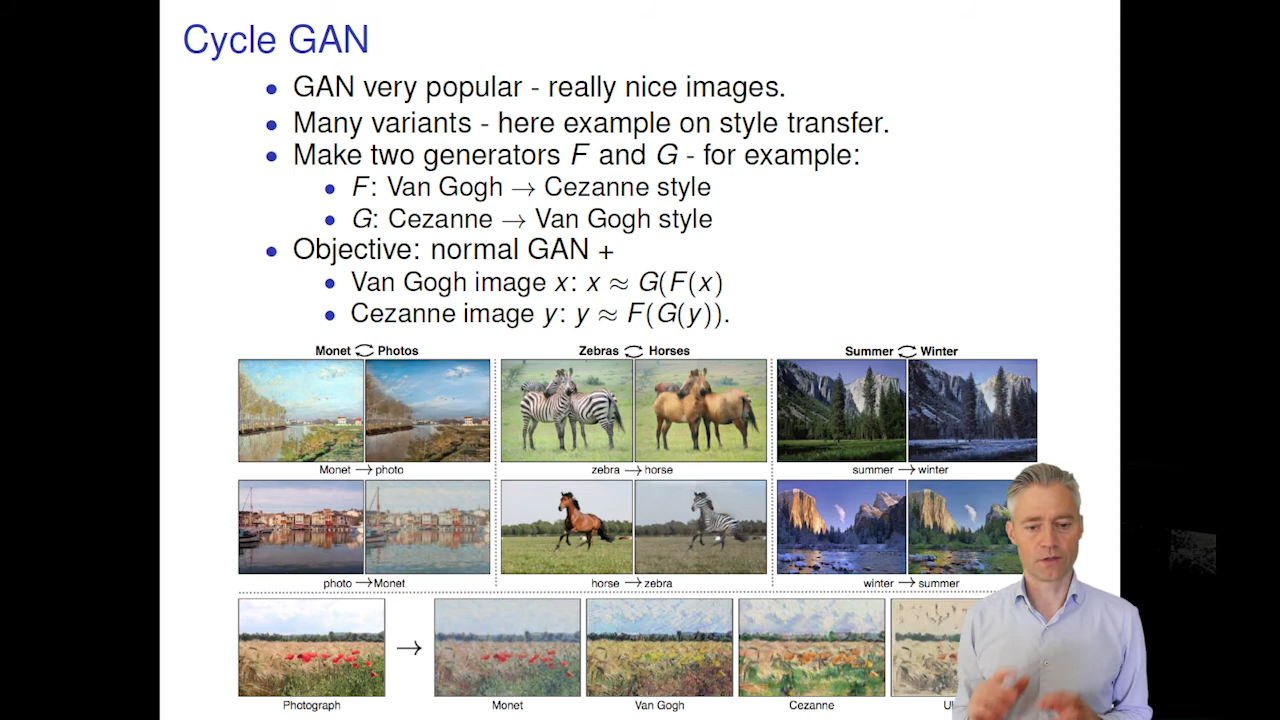 Cycle GAN
• GAN very popular - really nice images.
• Many variants - here example on style transfer.
• Make two generators F and G - for example:
• F: Van Gogh → Cezanne style
• G: Cezanne → Van Gogh style
• Objective: normal GAN +
• Van Gogh image x: x ≈ G(F(x)
• Cezanne image y: y ≈ F(G(y)).
Monet Photos
Zebras Horses
Summer Winter
Monet → photo
zebra → horse
summer → winter
photo → Monet
horse → zebra
winter → summer
→
Photograph
Monet
Van Gogh
Cezanne